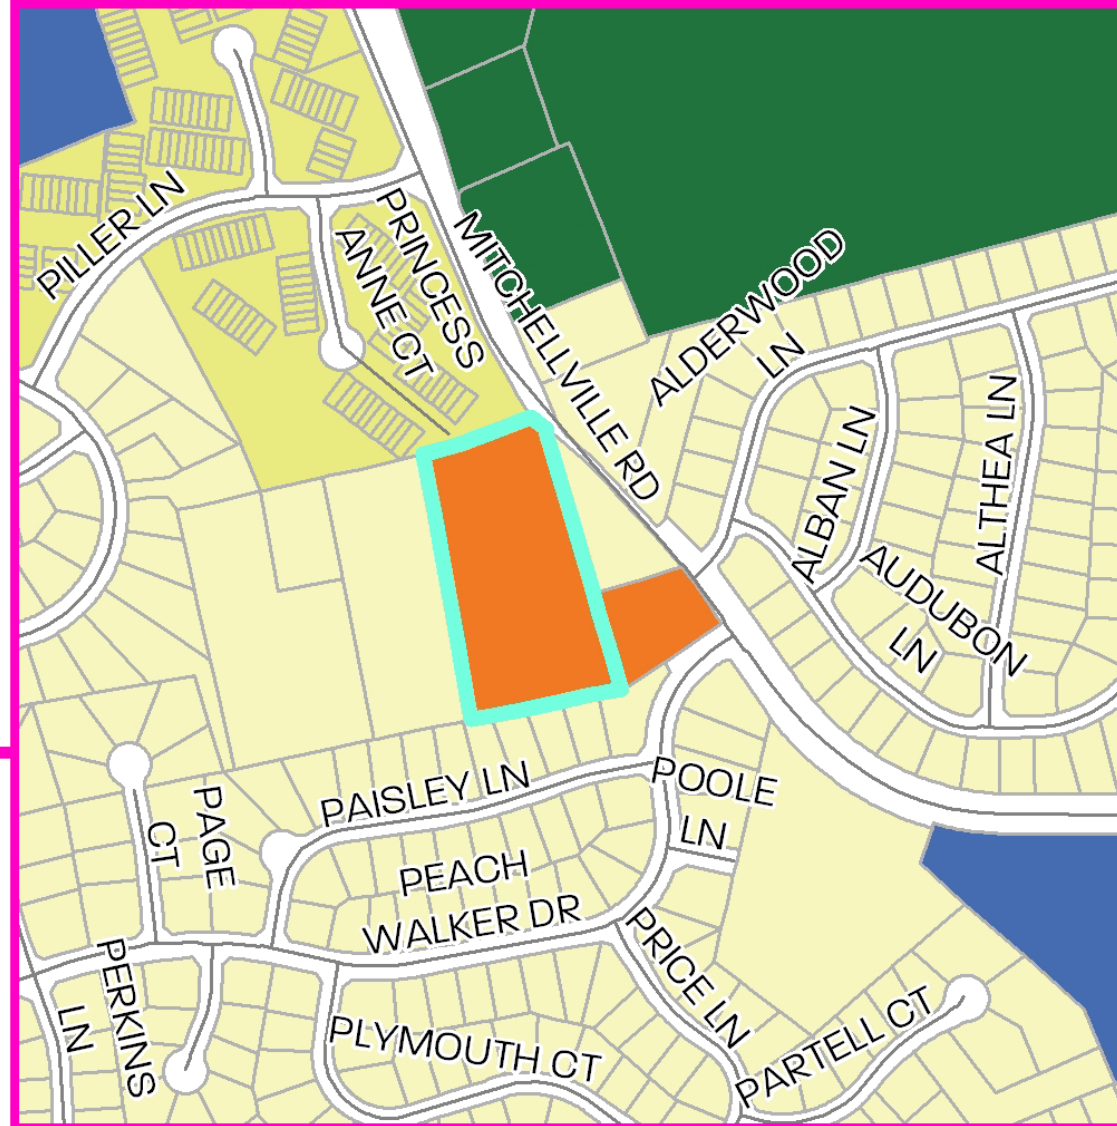 PILLER LN
PRINCESS
ANNE CT
MITCHELLVILLE RD
ALDERWOOD
LN
ALBAN LN
ALTHEA LN
AUDUBON
LN
PAISLEY LN
POOLE
LN
PAGE
CT
PEACH
WALKER DR
PERKINS
LN
PRICE LN
PLYMOUTH CT
PARTELL CT